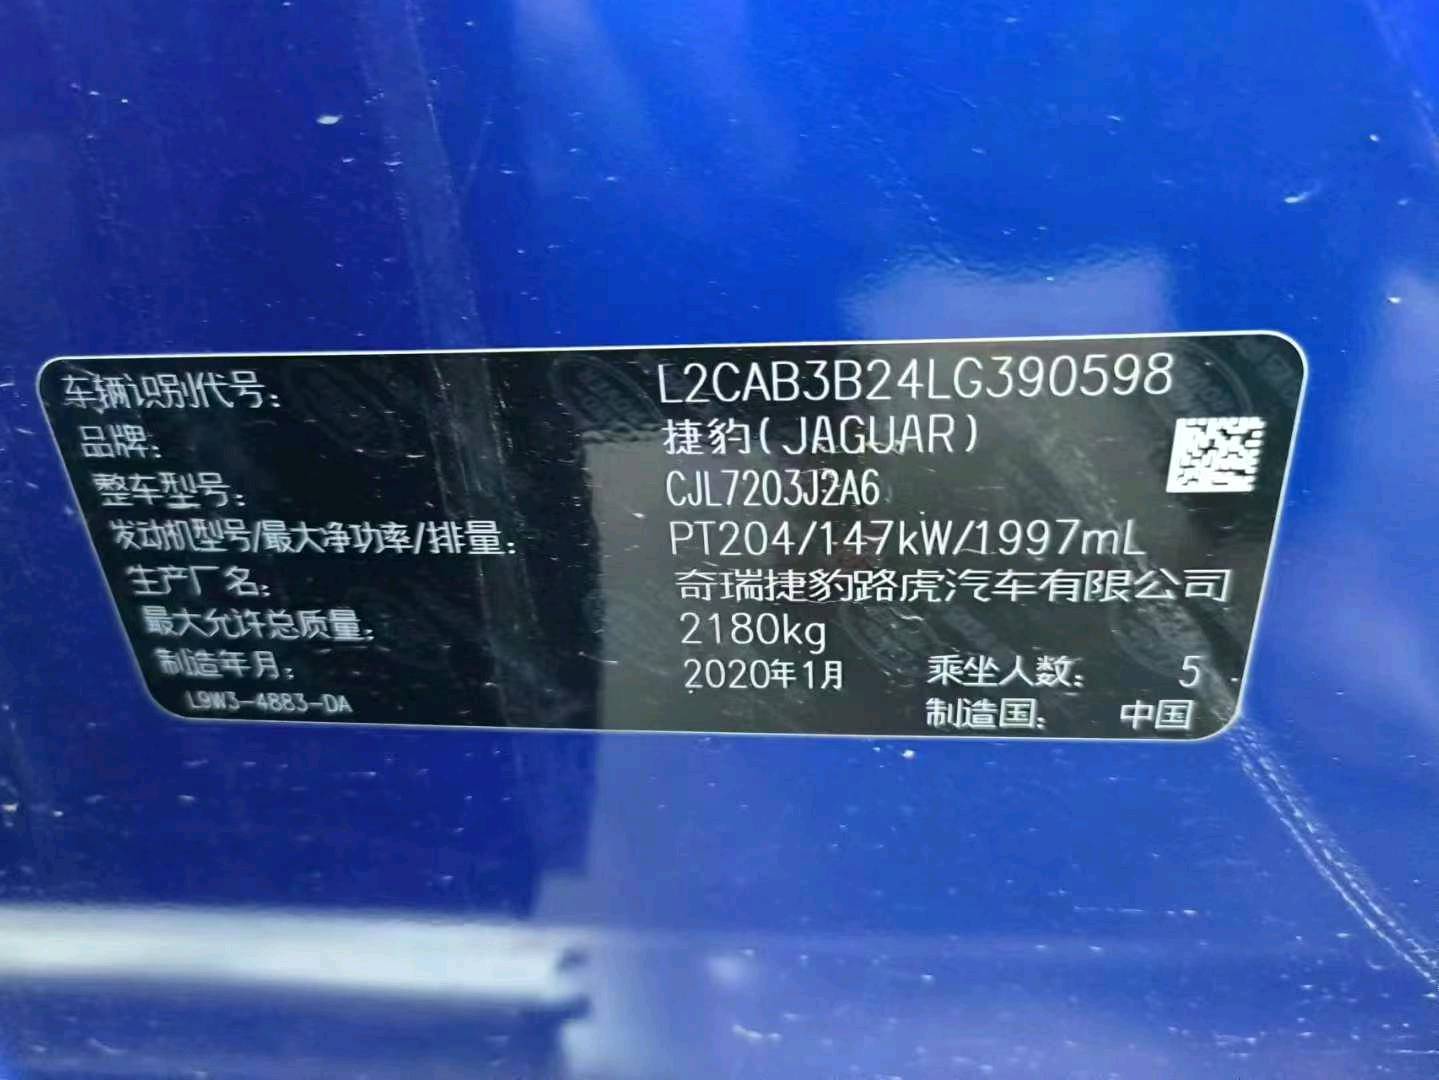 车辆识别代号: L2CAB3B24LG390598
品牌: 捷豹(JAGUAR)
整车型号: CJL7203J2A6
发动机型号/最大净功率/排量: PT204/147kW/1997mL
生产厂名: 奇瑞捷豹路虎汽车有限公司
最大允许总质量: 2180kg
制造年月: 2020年1月 乘坐人数: 5
L9W3-4883-DA 制造国: 中国